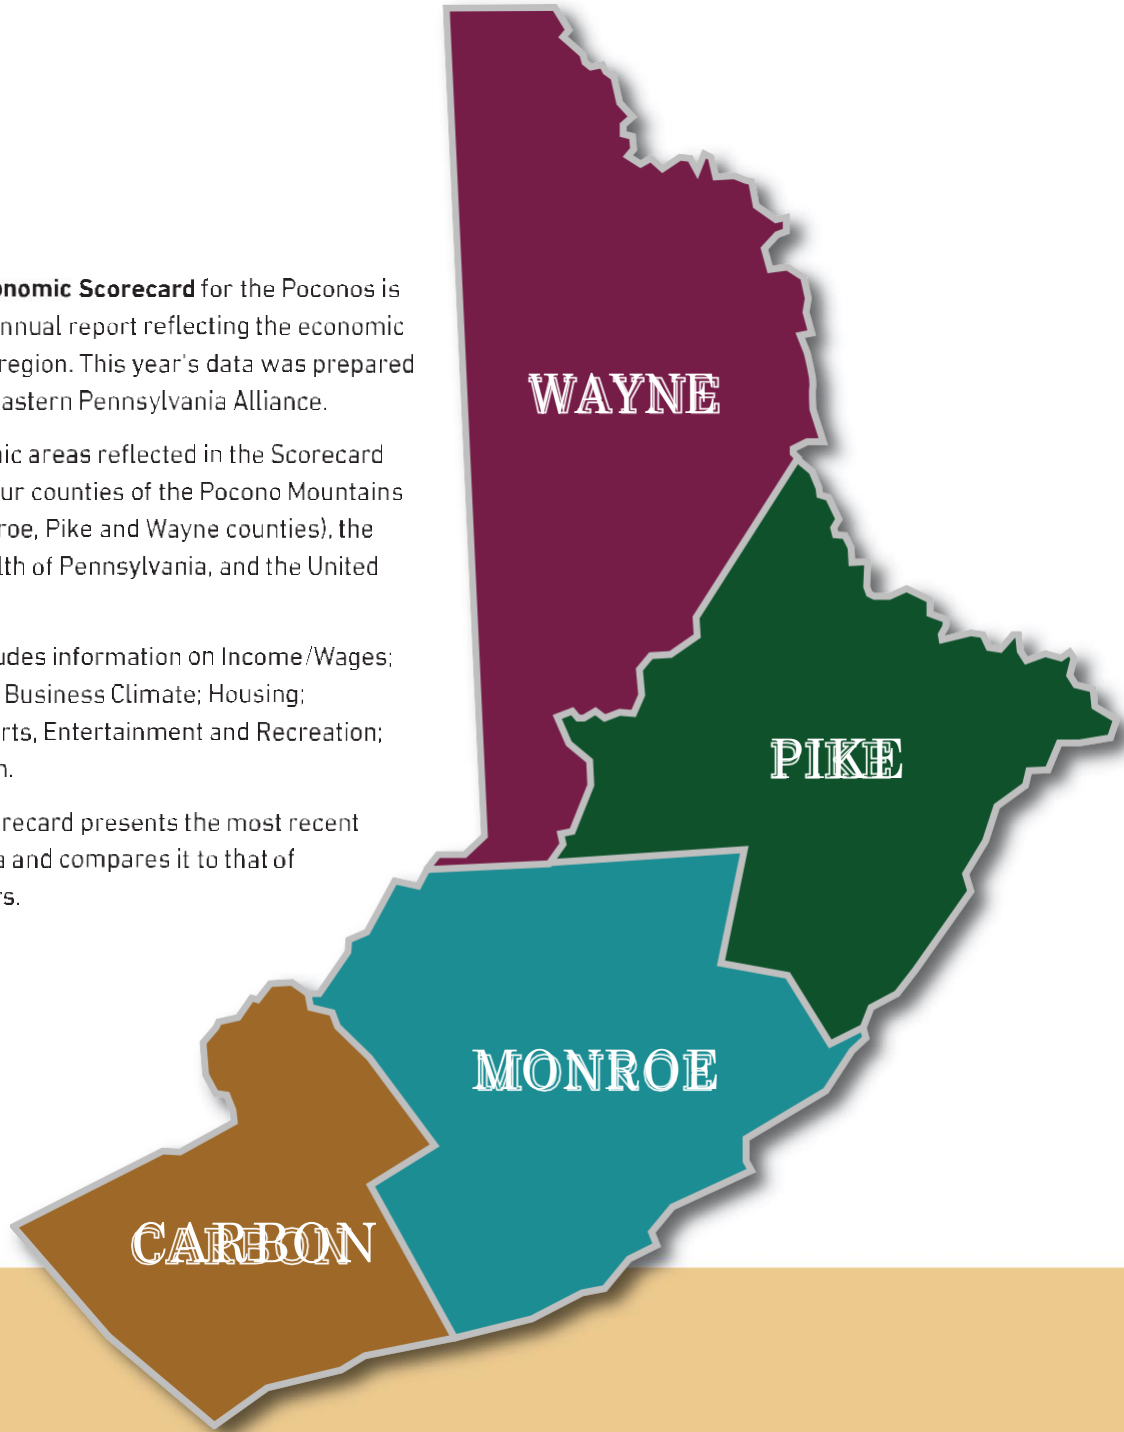 onomic Scorecard for the Poconos is
nnual report reflecting the economic
region. This year's data was prepared
astern Pennsylvania Alliance.
nic areas reflected in the Scorecard
ur counties of the Pocono Mountains
roe, Pike and Wayne counties), the
lth of Pennsylvania, and the United
udes information on Income/Wages;
Business Climate; Housing;
rts, Entertainment and Recreation;
n.
recard presents the most recent
a and compares it to that of
rs.
WAYNE
PIKE
MONROE
CARBON